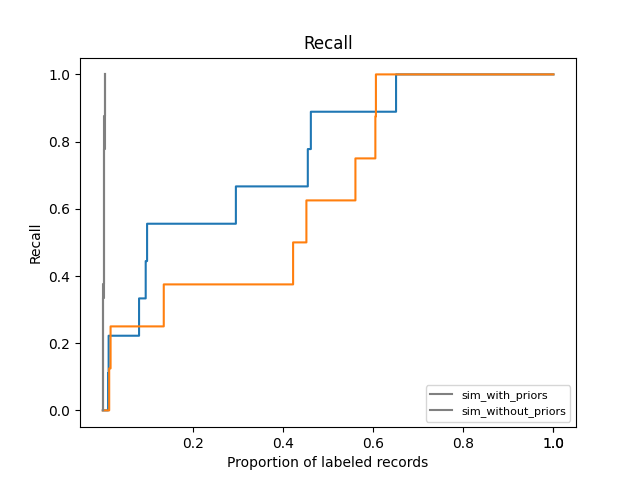 Recall
1.0
0.8
0.6
0.4
0.2
0.0
Recall
sim_with_priors
sim_without_priors
0.2 0.4 0.6 0.8 1.0 1.0
Proportion of labeled records